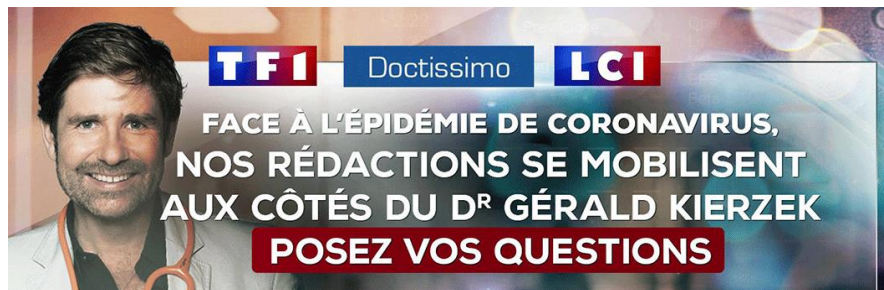 TF1 Doctissimo LCI
FACE À L'ÉPIDÉMIE DE CORONAVIRUS,
NOS RÉDACTIONS SE MOBILISENT
AUX CÔTÉS DU DR GÉRALD KIERZEK
POSEZ VOS QUESTIONS